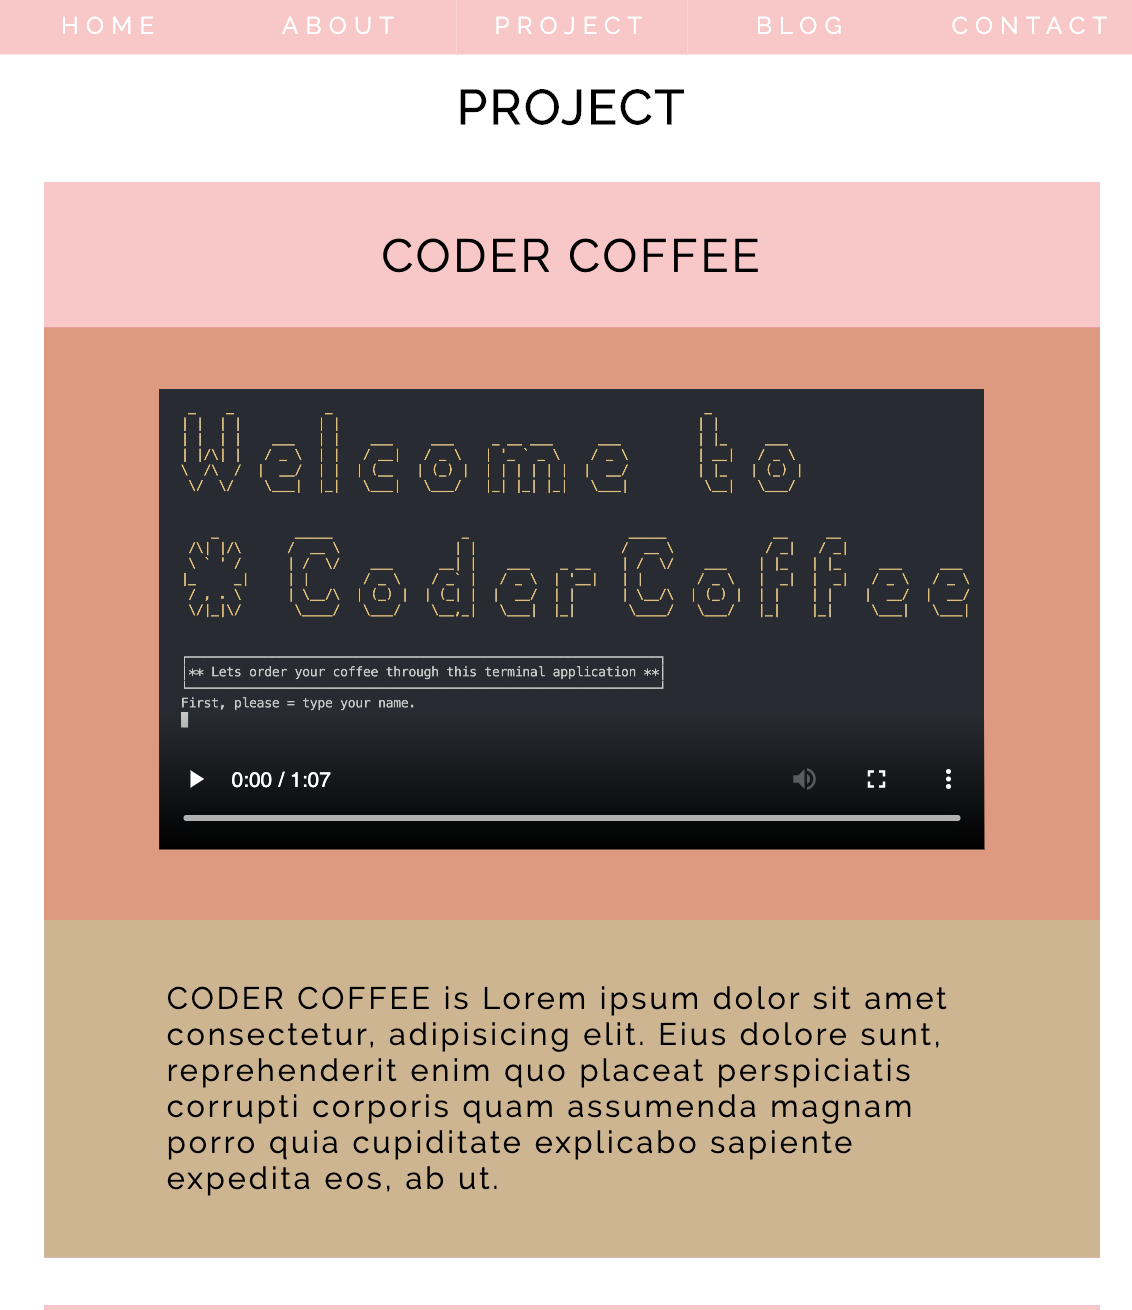 HOME ABOUT PROJECT BLOG CONTACT
PROJECT
CODER COFFEE
Welcome to
* CoderCoffee
** Lets order your coffee through this terminal application **
First, please = type your name.
0:00 / 1:07
CODER COFFEE is Lorem ipsum dolor sit amet
consectetur, adipisicing elit. Eius dolore sunt,
reprehenderit enim quo placeat perspiciatis
corrupti corporis quam assumenda magnam
porro quia cupiditate explicabo sapiente
expedita eos, ab ut.